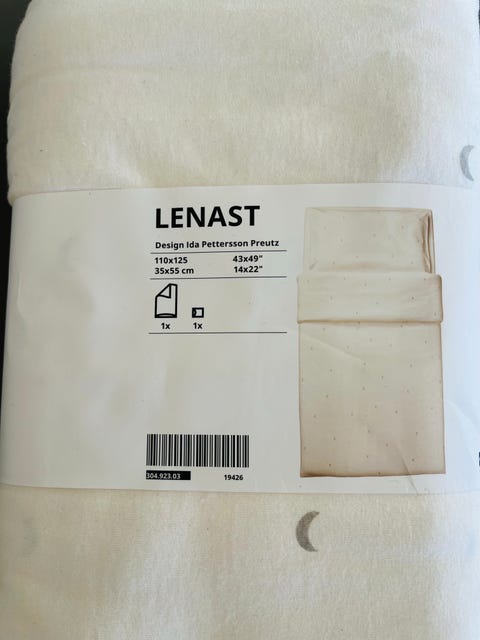 LENAST
Design Ida Pettersson Preutz
110x125 43x49"
35x55 cm 14x22"
1x 1x
304.923.03 19426